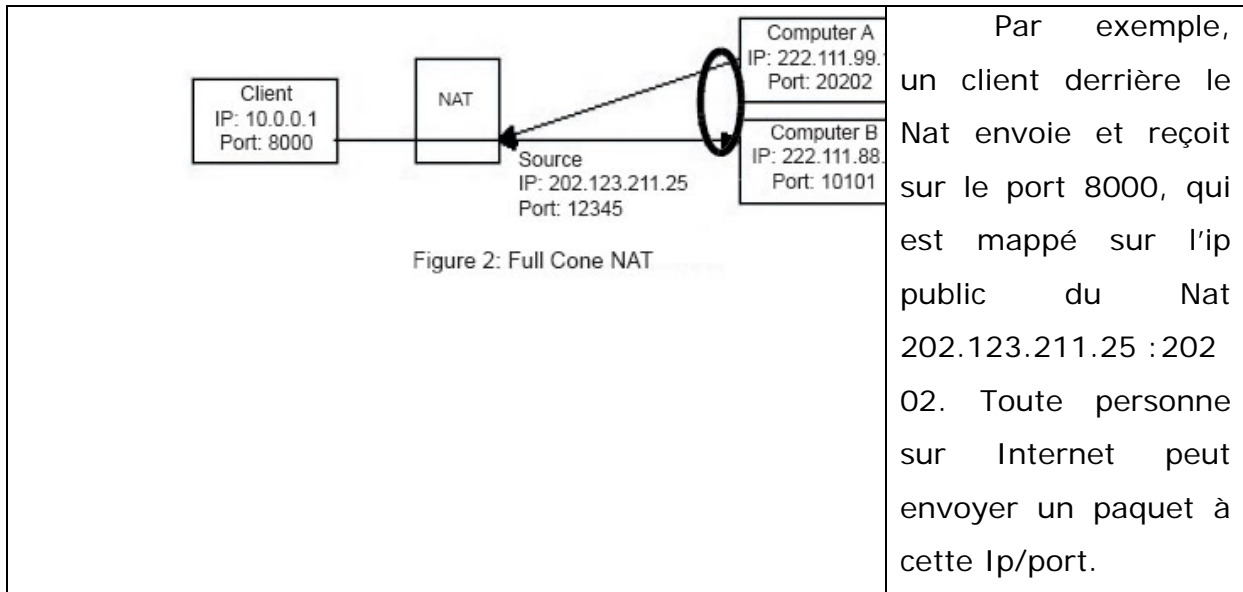 Client
IP: 10.0.0.1
Port: 8000
NAT
Source
IP: 202.123.211.25
Port: 12345
Computer A
IP: 222.111.99.
Port: 20202
Computer B
IP: 222.111.88.
Port: 10101
Figure 2: Full Cone NAT
Par exemple,
un client derrière le
Nat envoie et reçoit
sur le port 8000, qui
est mappé sur l’ip
public du Nat
202.123.211.25 :202
02. Toute personne
sur Internet peut
envoyer un paquet à
cette Ip/port.